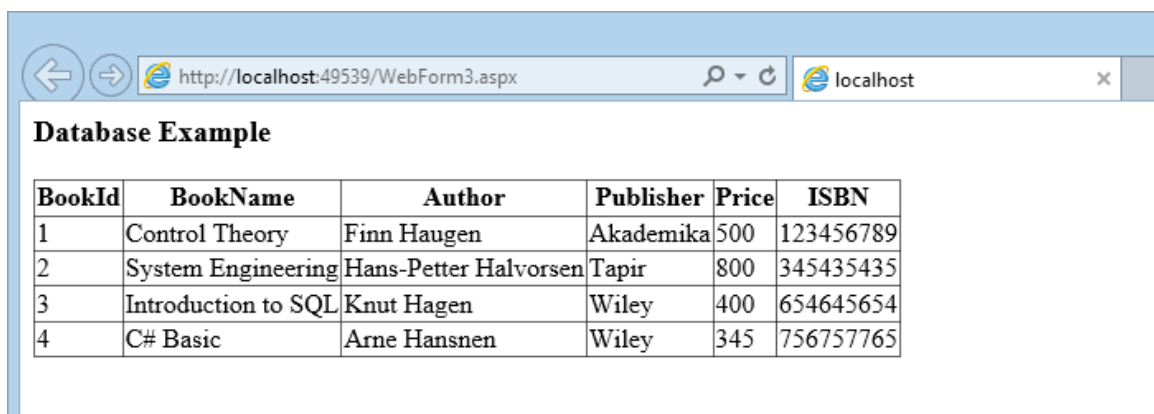 http://localhost:49539/WebForm3.aspx localhost
Database Example
BookId BookName Author Publisher Price ISBN
1 Control Theory Finn Haugen Akademika 500 123456789
2 System Engineering Hans-Petter Halvorsen Tapir 800 345435435
3 Introduction to SQL Knut Hagen Wiley 400 654645654
4 C# Basic Arne Hansnen Wiley 345 756757765